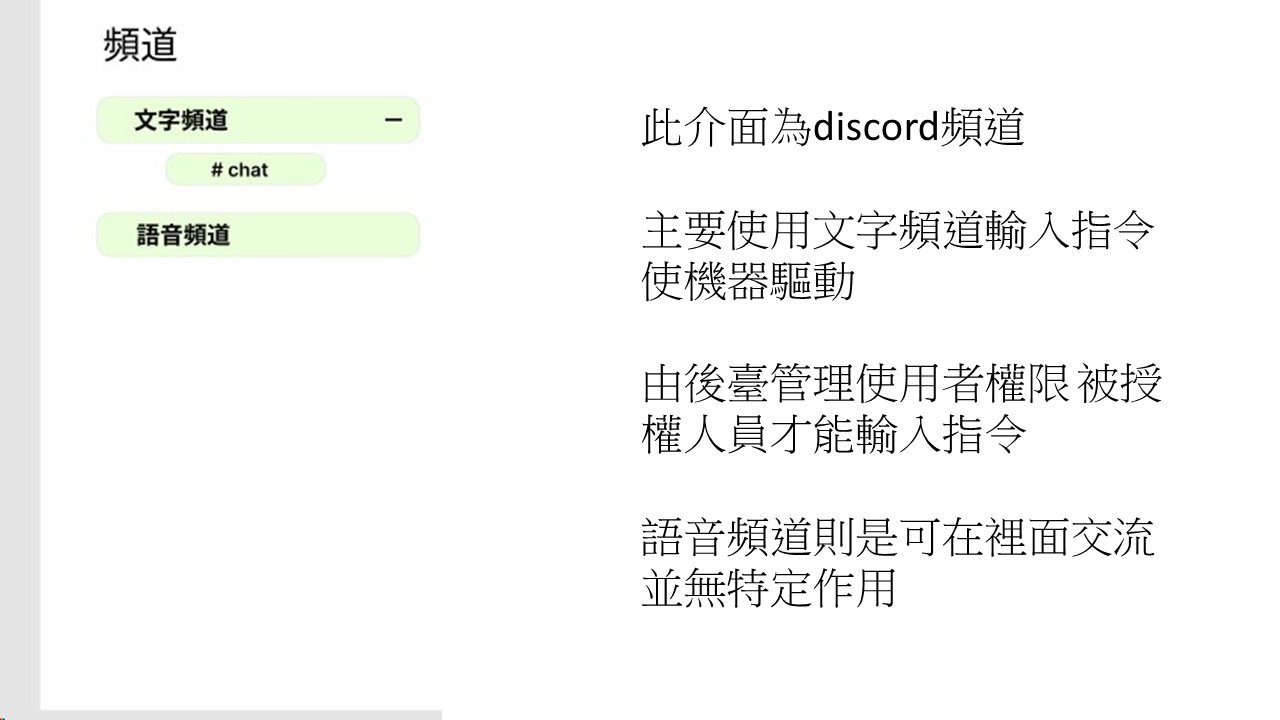 頻道
文字頻道 －
# chat
語音頻道
此介面為discord頻道
主要使用文字頻道輸入指令
使機器驅動
由後臺管理使用者權限 被授
權人員才能輸入指令
語音頻道則是可在裡面交流
並無特定作用